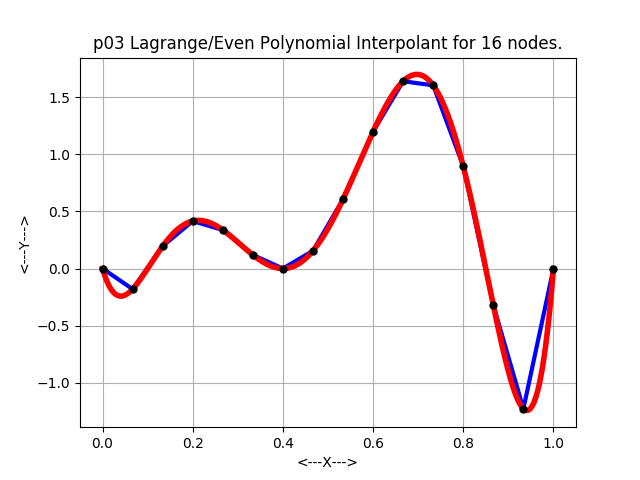 p03 Lagrange/Even Polynomial Interpolant for 16 nodes.
1.5
1.0
0.5
0.0
−0.5
−1.0
<---Y--->
0.0 0.2 0.4 0.6 0.8 1.0
<---X--->